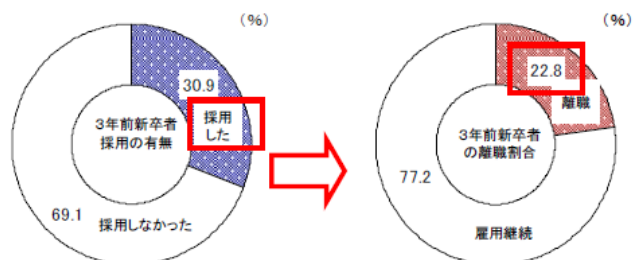 (%)
30.9
採用
した
3年前新卒者
採用の有無
69.1
採用しなかった
(%)
22.8
離職
3年前新卒者
の離職割合
77.2
雇用継続